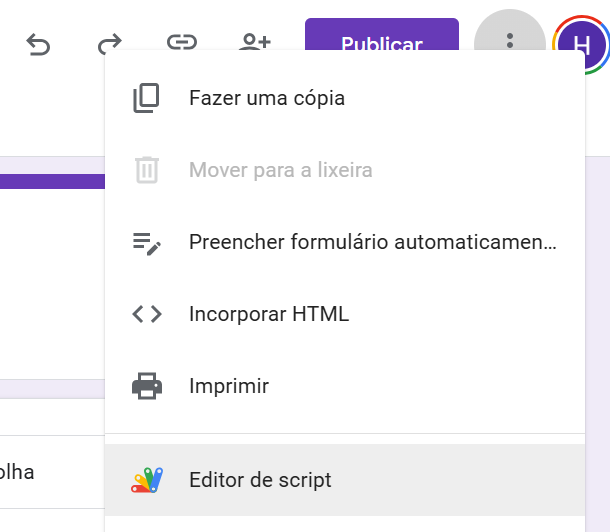 Publicar
H
Fazer uma cópia
Mover para a lixeira
Preencher formulário automaticamen...
Incorporar HTML
Imprimir
olha
Editor de script